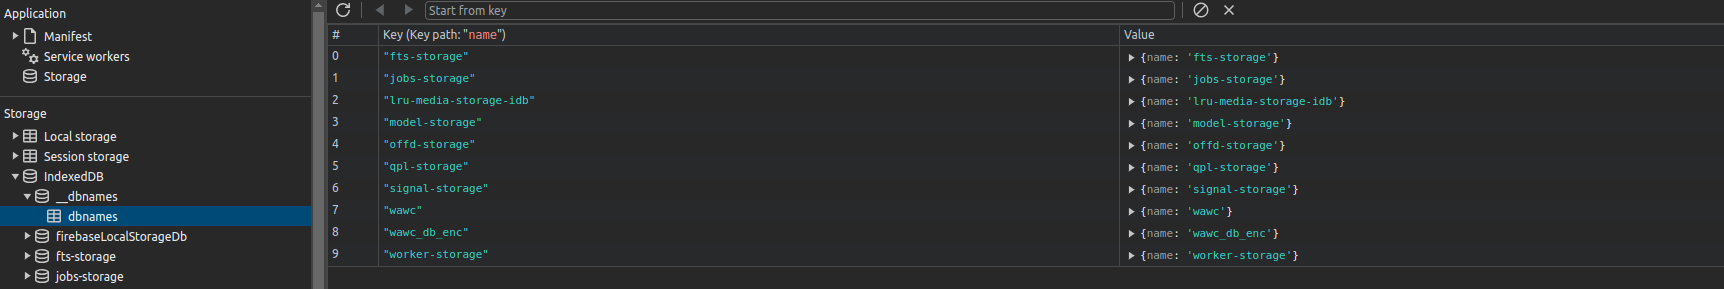 Application
Manifest
Service workers
Storage
Storage
Local storage
Session storage
IndexedDB
__dbnames
dbnames
firebaseLocalStorageDb
fts-storage
jobs-storage
Start from key
# Key (Key path: "name") Value
0 "fts-storage" {name: 'fts-storage'}
1 "jobs-storage" {name: 'jobs-storage'}
2 "lru-media-storage-idb" {name: 'lru-media-storage-idb'}
3 "model-storage" {name: 'model-storage'}
4 "offd-storage" {name: 'offd-storage'}
5 "qpl-storage" {name: 'qpl-storage'}
6 "signal-storage" {name: 'signal-storage'}
7 "wawc" {name: 'wawc'}
8 "wawc_db_enc" {name: 'wawc_db_enc'}
9 "worker-storage" {name: 'worker-storage'}